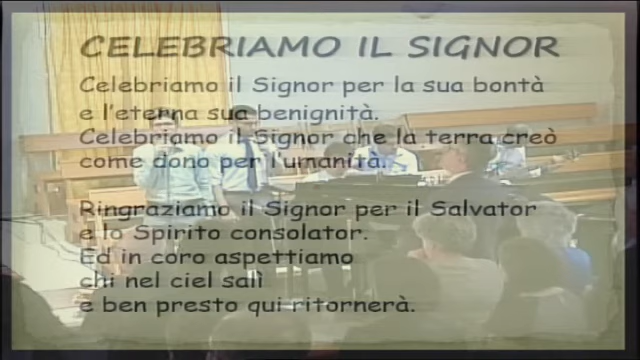 CELEBRIAMO IL SIGNOR
Celebriamo il Signor per la sua bontà
e l'eterna sua benignità.
Celebriamo il Signor che la terra creò
come dono per l'umanità.
Ringraziamo il Signor per il Salvator
e lo Spirito consolator.
Ed in coro aspettiamo
chi nel ciel salì
e ben presto qui ritornerà.